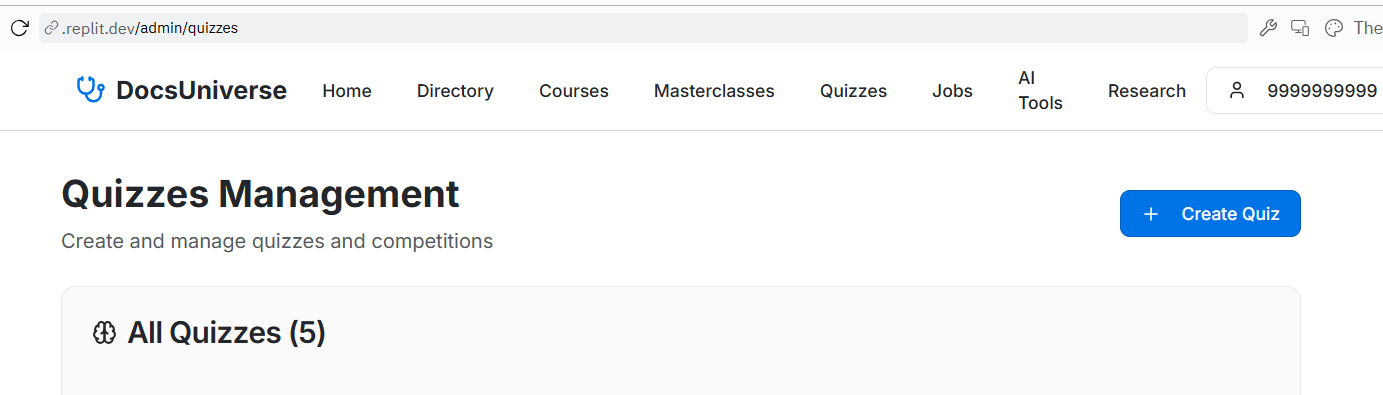 .replit.dev/admin/quizzes The
DocsUniverse Home Directory Courses Masterclasses Quizzes Jobs AI Tools Research 9999999999
Quizzes Management
Create Quiz
Create and manage quizzes and competitions
All Quizzes (5)